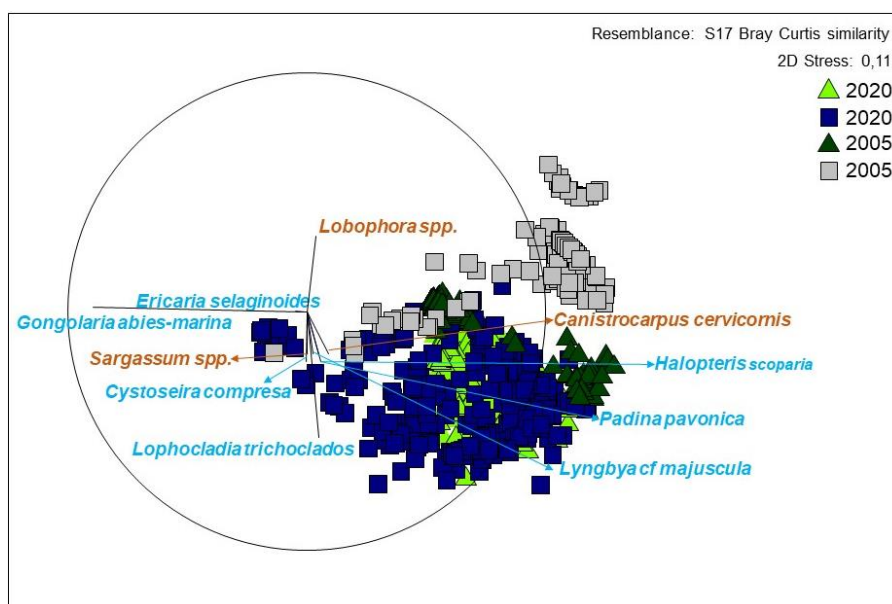 Resemblance: S17 Bray Curtis similarity
2D Stress: 0,11
2020
2020
2005
2005
Lobophora spp.
Ericaria selaginoides
Gongolaria abies-marina
Canistrocarpus cervicornis
Sargassum spp.
Halopteris scoparia
Cystoseira compresa
Padina pavonica
Lophocladia trichoclados
Lyngbya cf majuscula